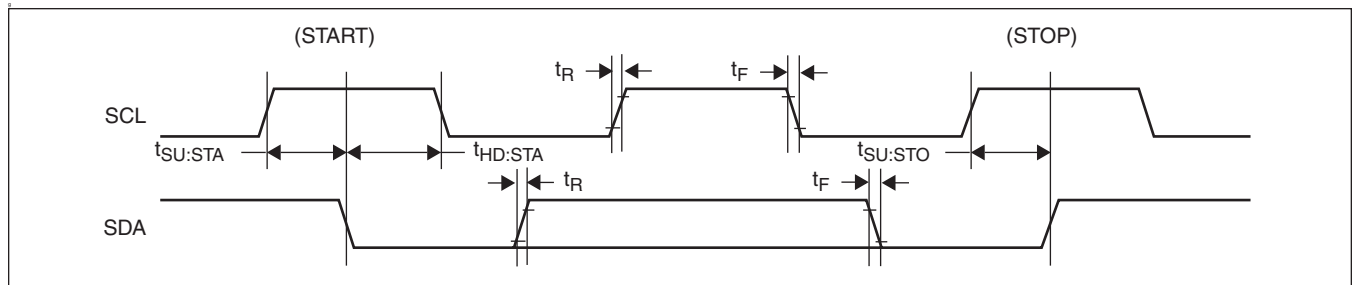 (START)
(STOP)
tR
tF
SCL
tSU:STA
tHD:STA
tSU:STO
tR
tF
SDA